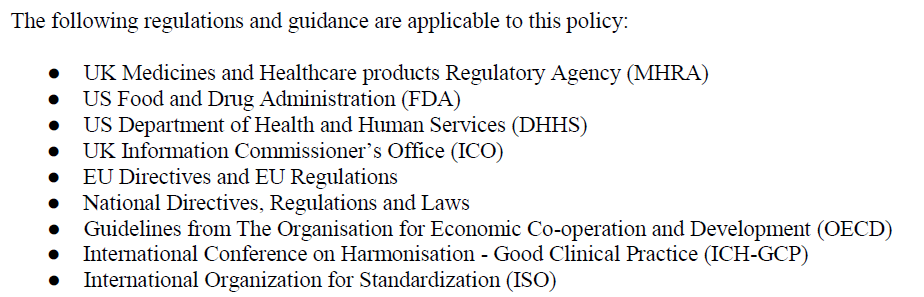 The following regulations and guidance are applicable to this policy:
● UK Medicines and Healthcare products Regulatory Agency (MHRA)
● US Food and Drug Administration (FDA)
● US Department of Health and Human Services (DHHS)
● UK Information Commissioner's Office (ICO)
● EU Directives and EU Regulations
● National Directives, Regulations and Laws
● Guidelines from The Organisation for Economic Co-operation and Development (OECD)
● International Conference on Harmonisation - Good Clinical Practice (ICH-GCP)
● International Organization for Standardization (ISO)